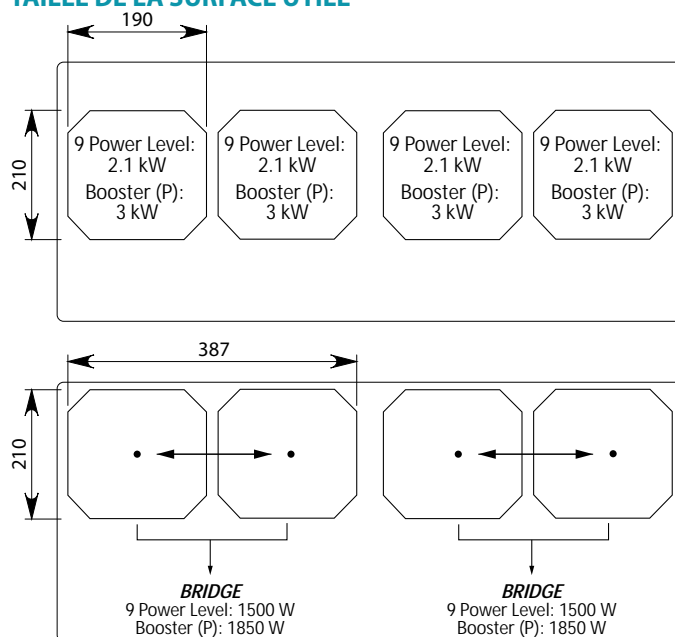 TAILLE DE LA SURFACE UTILE
190
210
9 Power Level:
2.1 kW
Booster (P):
3 kW
9 Power Level:
2.1 kW
Booster (P):
3 kW
9 Power Level:
2.1 kW
Booster (P):
3 kW
9 Power Level:
2.1 kW
Booster (P):
3 kW
387
210
BRIDGE
9 Power Level: 1500 W
Booster (P): 1850 W
BRIDGE
9 Power Level: 1500 W
Booster (P): 1850 W